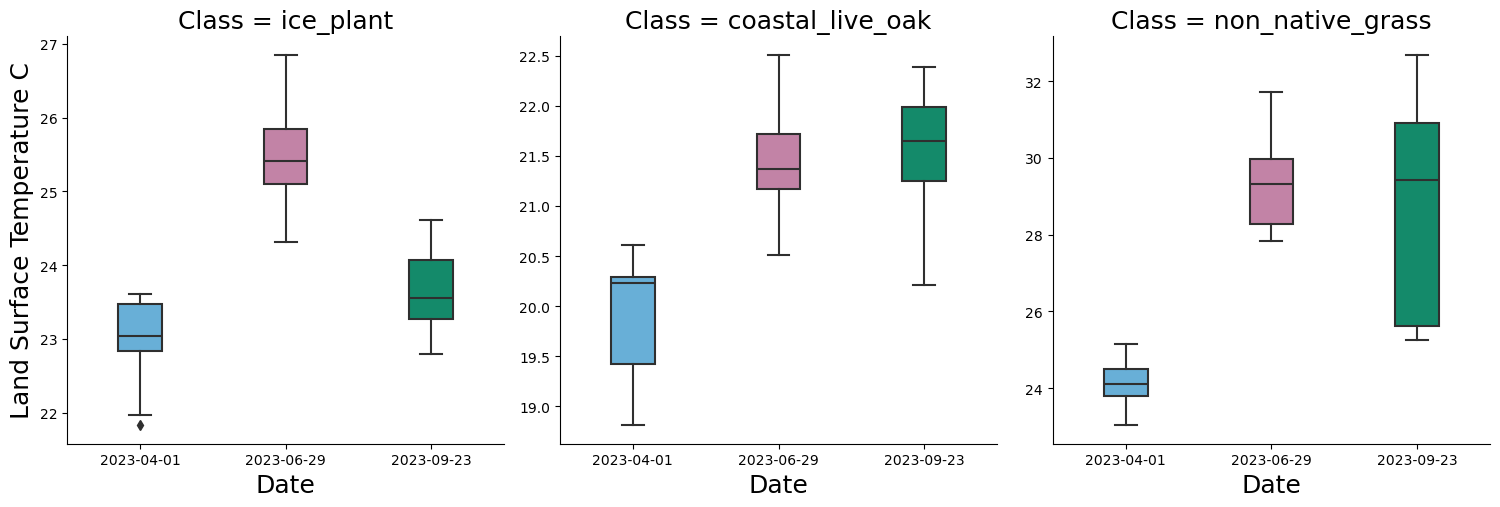 Class = ice_plant
Class = coastal_live_oak
Class = non_native_grass
Land Surface Temperature C
27
26
25
24
23
22
22.5
22.0
21.5
21.0
20.5
20.0
19.5
19.0
32
30
28
26
24
2023-04-01 2023-06-29 2023-09-23
2023-04-01 2023-06-29 2023-09-23
2023-04-01 2023-06-29 2023-09-23
Date
Date
Date